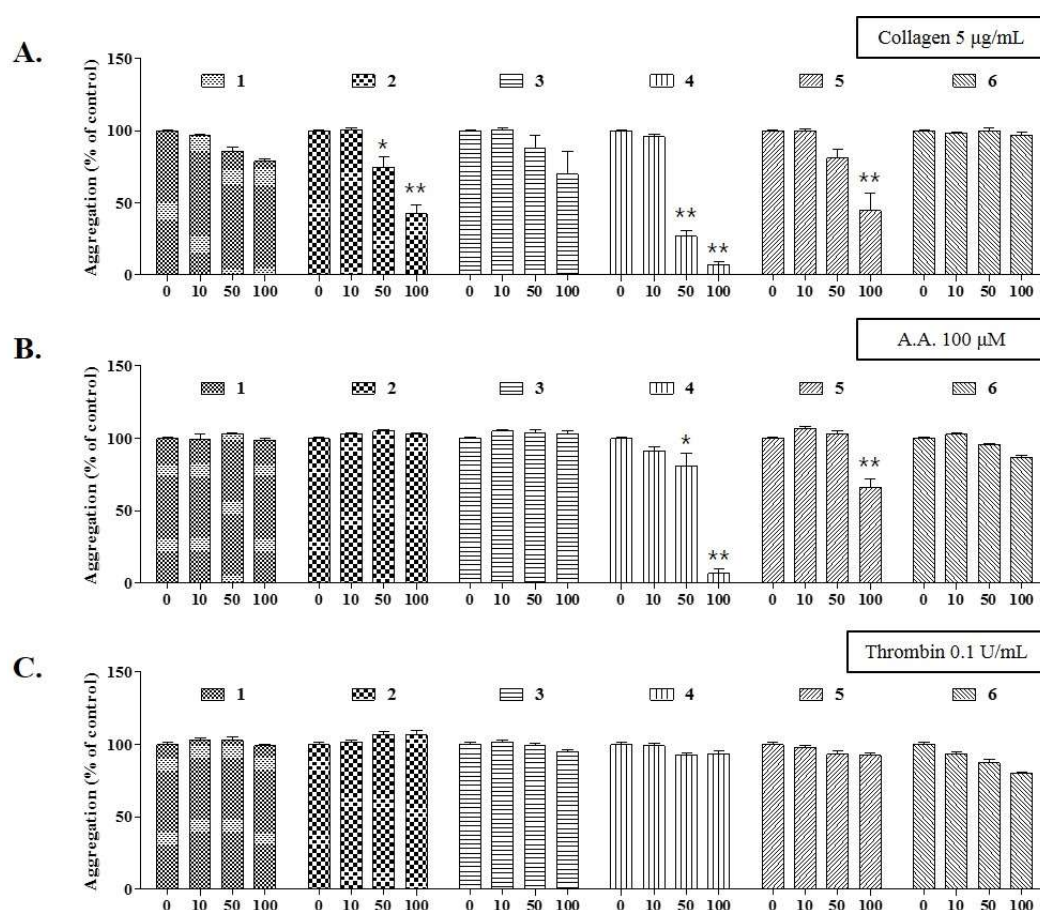 Collagen 5 μg/mL
A.
Aggregation (% of control)
150
100
50
0
1 2 3 4 5 6
* ** ** ** **
0 10 50 100 0 10 50 100 0 10 50 100 0 10 50 100 0 10 50 100 0 10 50 100
A.A. 100 μM
B.
Aggregation (% of control)
150
100
50
0
1 2 3 4 5 6
* ** **
0 10 50 100 0 10 50 100 0 10 50 100 0 10 50 100 0 10 50 100 0 10 50 100
Thrombin 0.1 U/mL
C.
Aggregation (% of control)
150
100
50
0
1 2 3 4 5 6
0 10 50 100 0 10 50 100 0 10 50 100 0 10 50 100 0 10 50 100 0 10 50 100